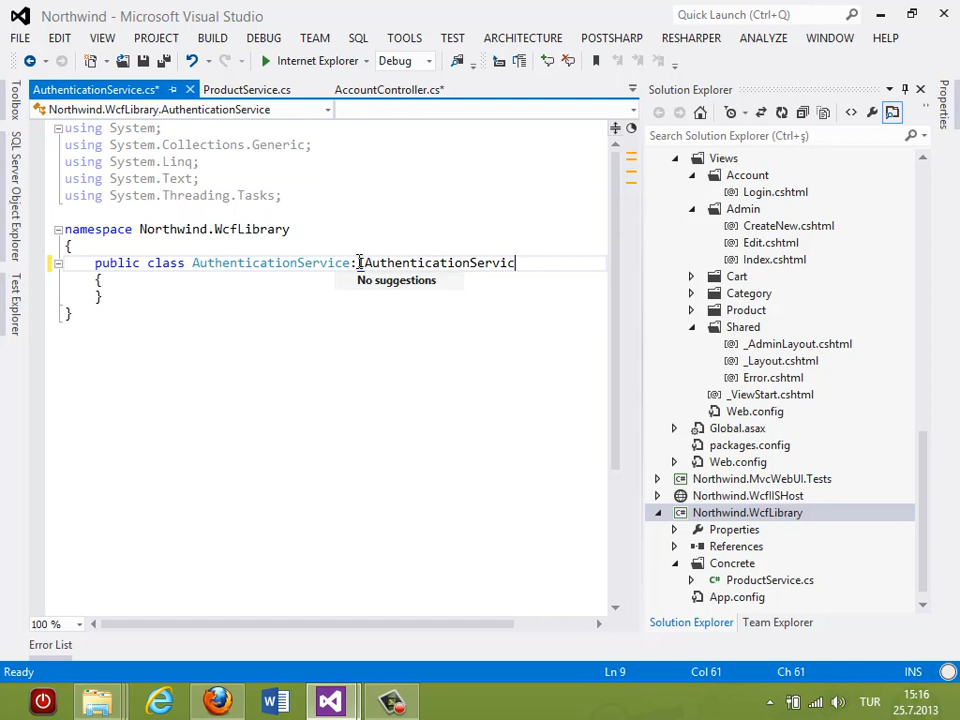 Northwind - Microsoft Visual Studio
Quick Launch (Ctrl+Q)
FILE EDIT VIEW PROJECT BUILD DEBUG TEAM SQL TOOLS TEST ARCHITECTURE POSTSHARP RESHARPER ANALYZE WINDOW HELP
Internet Explorer Debug
AuthenticationService.cs* ProductService.cs AccountController.cs*
Northwind.WcfLibrary.AuthenticationService
Toolbox
SQL Server Object Explorer
Test Explorer
using System;
using System.Collections.Generic;
using System.Linq;
using System.Text;
using System.Threading.Tasks;
namespace Northwind.WcfLibrary
{
public class AuthenticationService:IAuthenticationServic
No suggestions
{
}
}
100 %
Error List
Solution Explorer
Properties
Search Solution Explorer (Ctrl+ş)
Views
Account
Login.cshtml
Admin
CreateNew.cshtml
Edit.cshtml
Index.cshtml
Cart
Category
Product
Shared
_AdminLayout.cshtml
_Layout.cshtml
Error.cshtml
_ViewStart.cshtml
Web.config
Global.asax
packages.config
Web.config
Northwind.MvcWebUI.Tests
Northwind.WcfIISHost
Northwind.WcfLibrary
Properties
References
Concrete
ProductService.cs
App.config
Solution Explorer Team Explorer
Ready Ln 9 Col 61 Ch 61 INS
TUR
15:16
25.7.2013